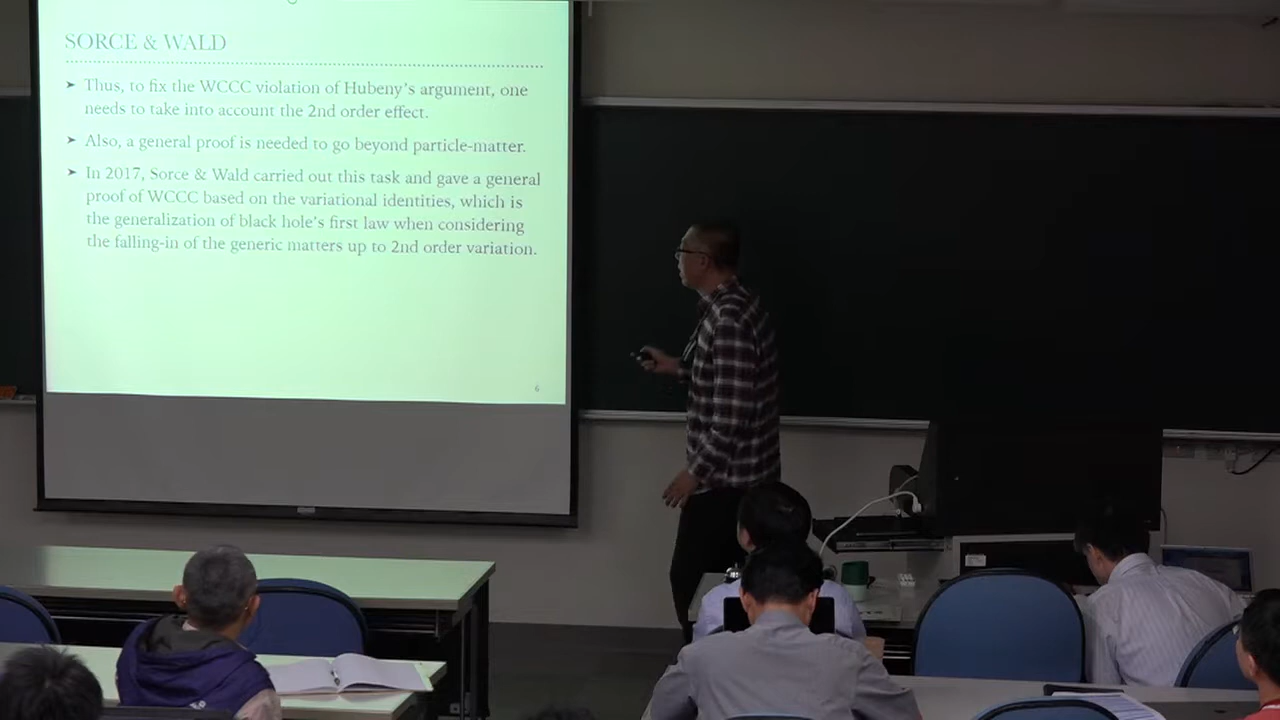 SORCE & WALD
➤ Thus, to fix the WCCC violation of Hubeny's argument, one
needs to take into account the 2nd order effect.
➤ Also, a general proof is needed to go beyond particle-matter.
➤ In 2017, Sorce & Wald carried out this task and gave a general
proof of WCCC based on the variational identities, which is
the generalization of black hole's first law when considering
the falling-in of the generic matters up to 2nd order variation.
6